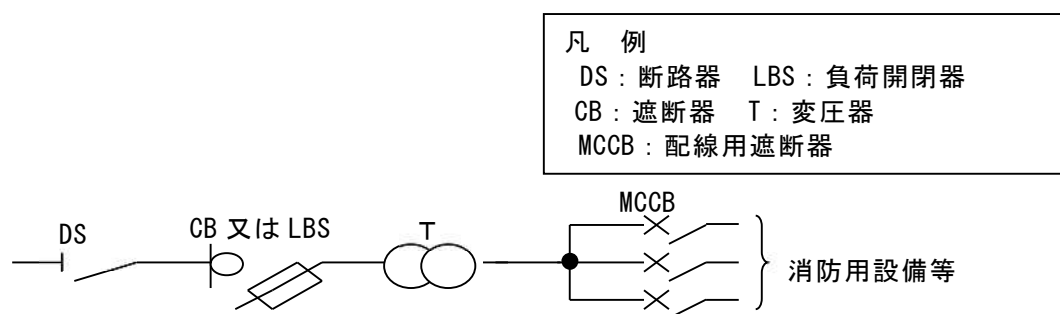 凡　例
DS：断路器　LBS：負荷開閉器
CB：遮断器　T：変圧器
MCCB：配線用遮断器
DS
CB 又は LBS
T
MCCB
消防用設備等